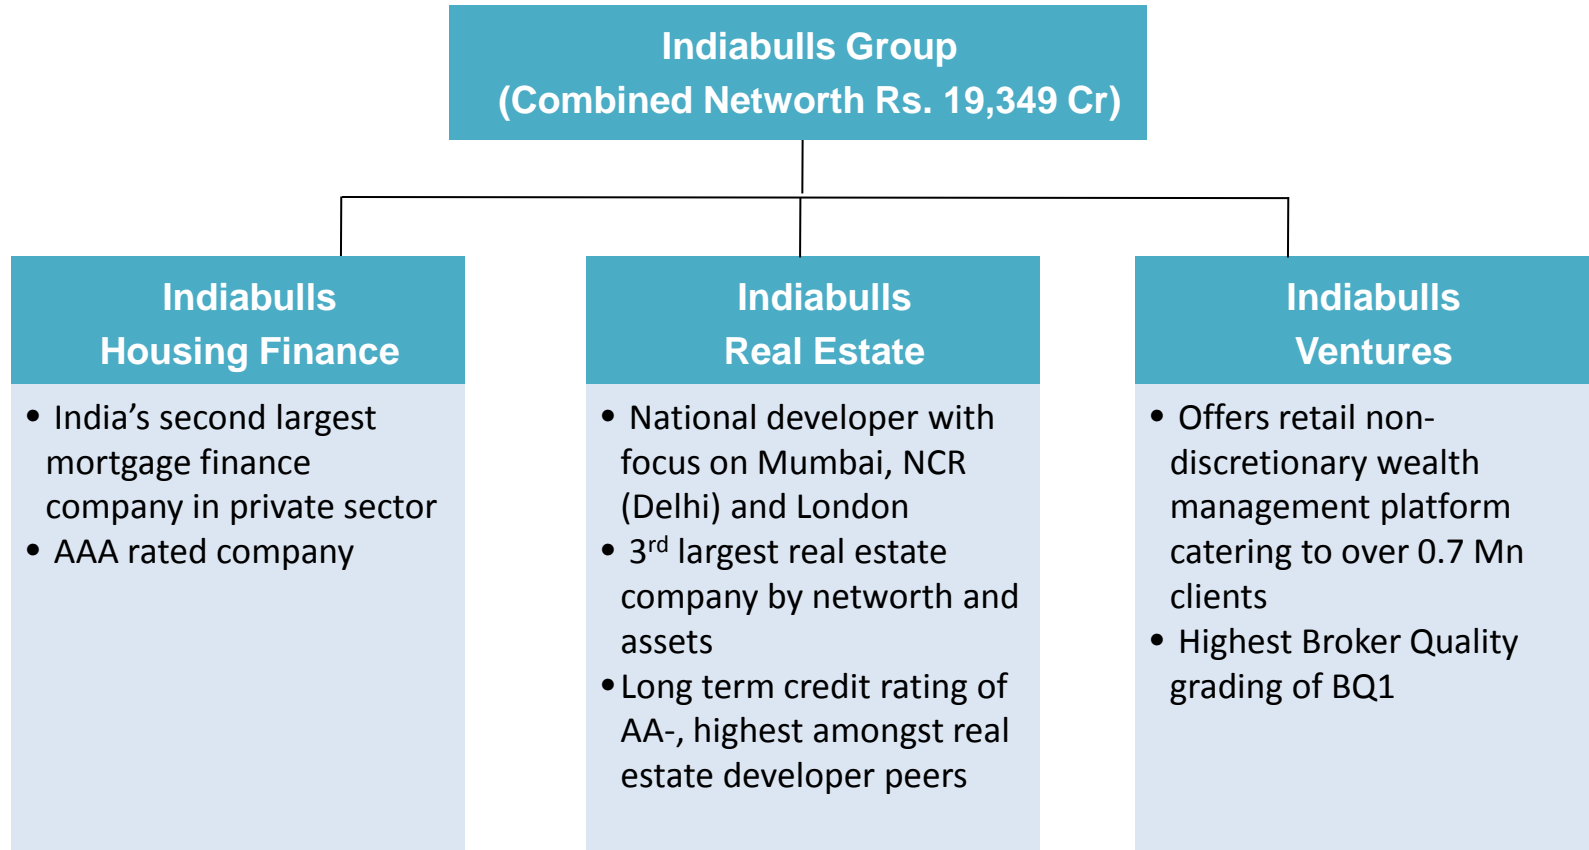 Indiabulls Group
(Combined Networth Rs. 19,349 Cr)
Indiabulls
Housing Finance
• India’s second largest
mortgage finance
company in private sector
• AAA rated company
Indiabulls
Real Estate
• National developer with
focus on Mumbai, NCR
(Delhi) and London
• 3rd largest real estate
company by networth and
assets
• Long term credit rating of
AA-, highest amongst real
estate developer peers
Indiabulls
Ventures
• Offers retail non-
discretionary wealth
management platform
catering to over 0.7 Mn
clients
• Highest Broker Quality
grading of BQ1